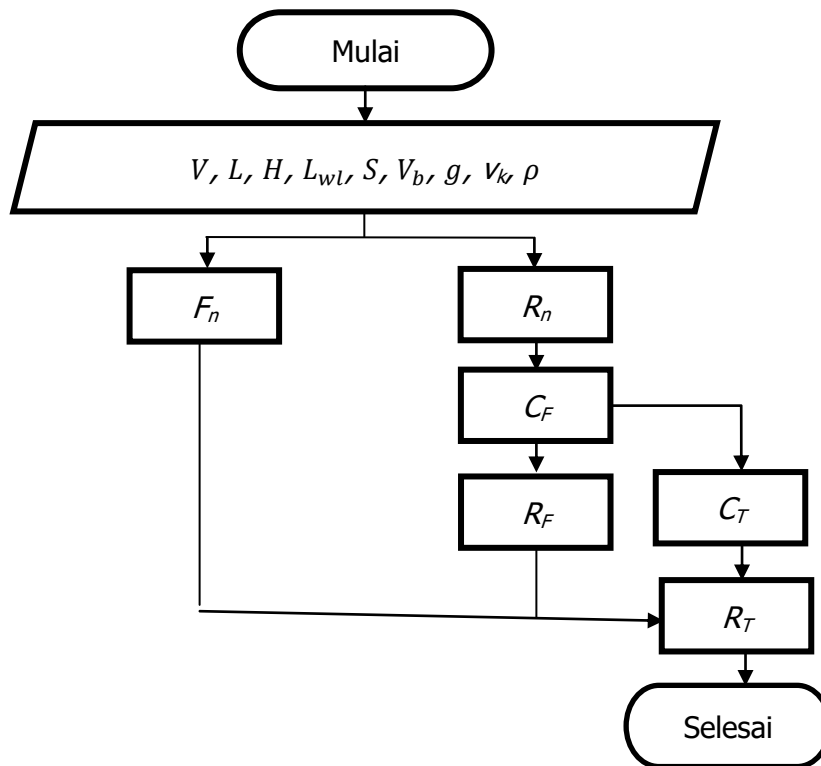 Mulai
V, L, H, L_wl, S, V_b, g, v_k, ρ
F_n
R_n
C_F
R_F
C_T
R_T
Selesai